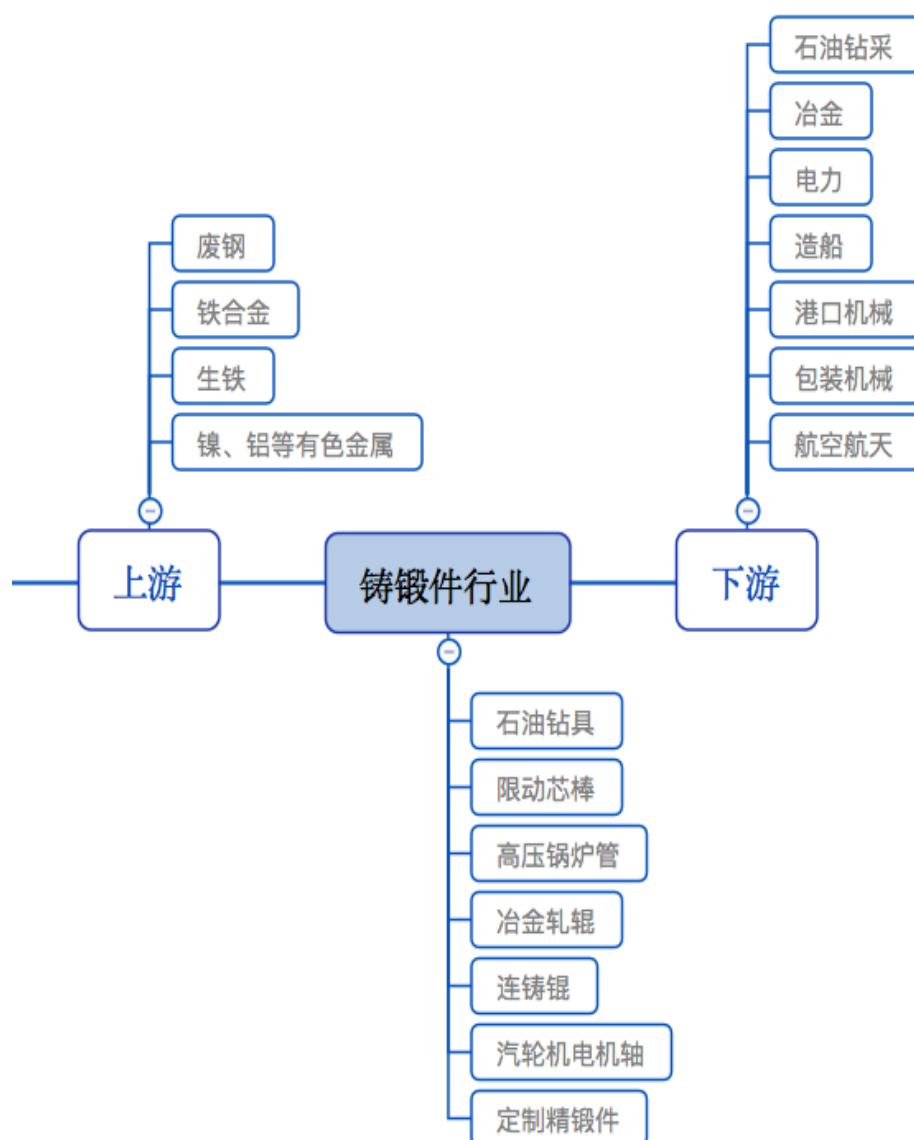 石油钻采
冶金
电力
造船
港口机械
包装机械
航空航天
废钢
铁合金
生铁
镍、铝等有色金属
上游
铸锻件行业
下游
石油钻具
限动芯棒
高压锅炉管
冶金轧辊
连铸锟
汽轮机电机轴
定制精锻件